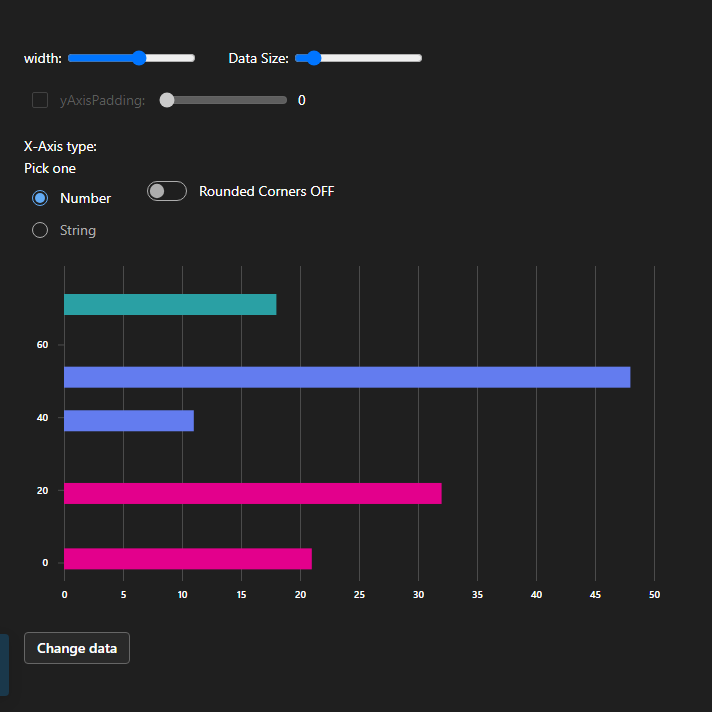 width: Data Size:
yAxisPadding: 0
X-Axis type:
Pick one
Number
Rounded Corners OFF
String
60
40
20
0
0 5 10 15 20 25 30 35 40 45 50
Change data